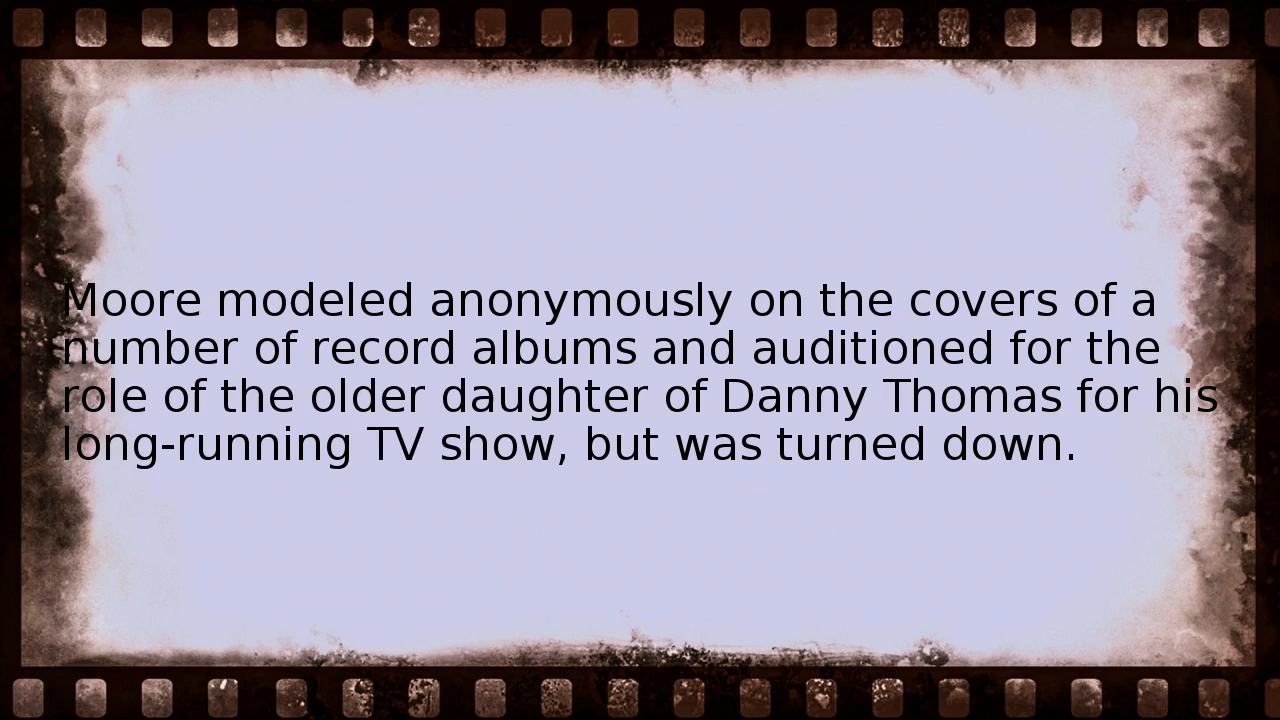 Moore modeled anonymously on the covers of a
number of record albums and auditioned for the
role of the older daughter of Danny Thomas for his
long-running TV show, but was turned down.